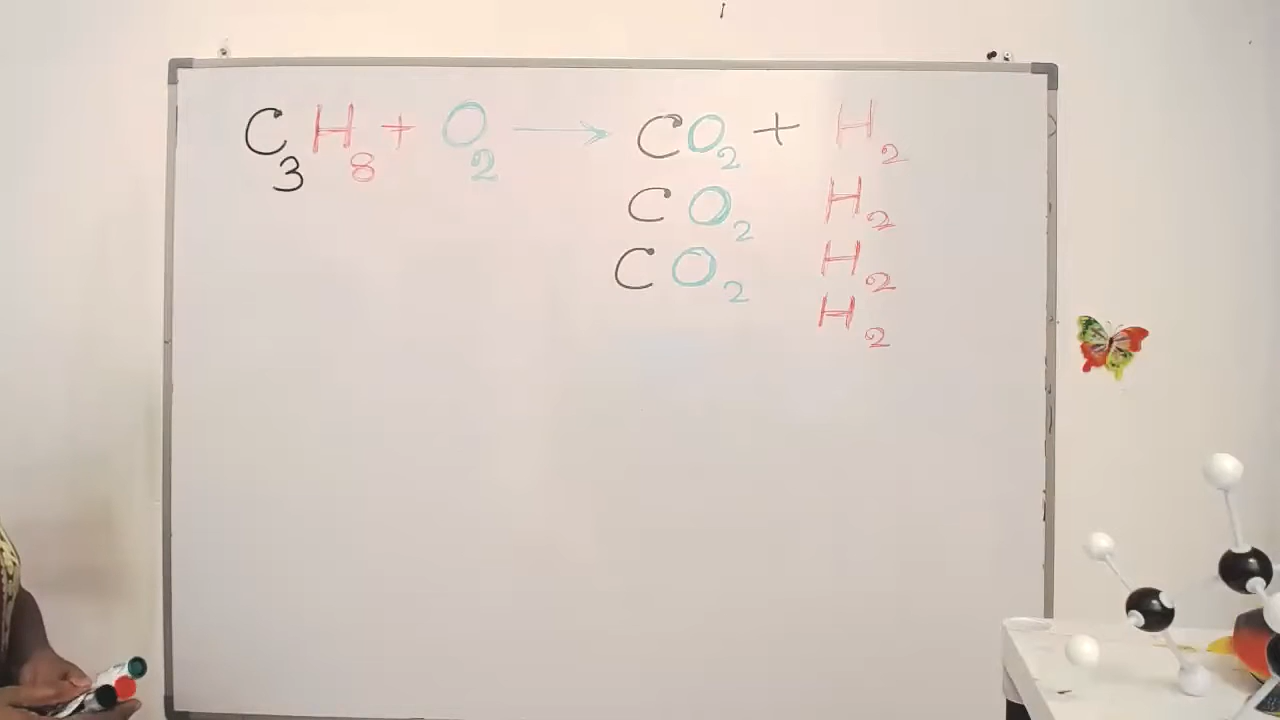 C₃H₈ + O₂ → CO₂ + H₂
CO₂ H₂
CO₂ H₂
H₂